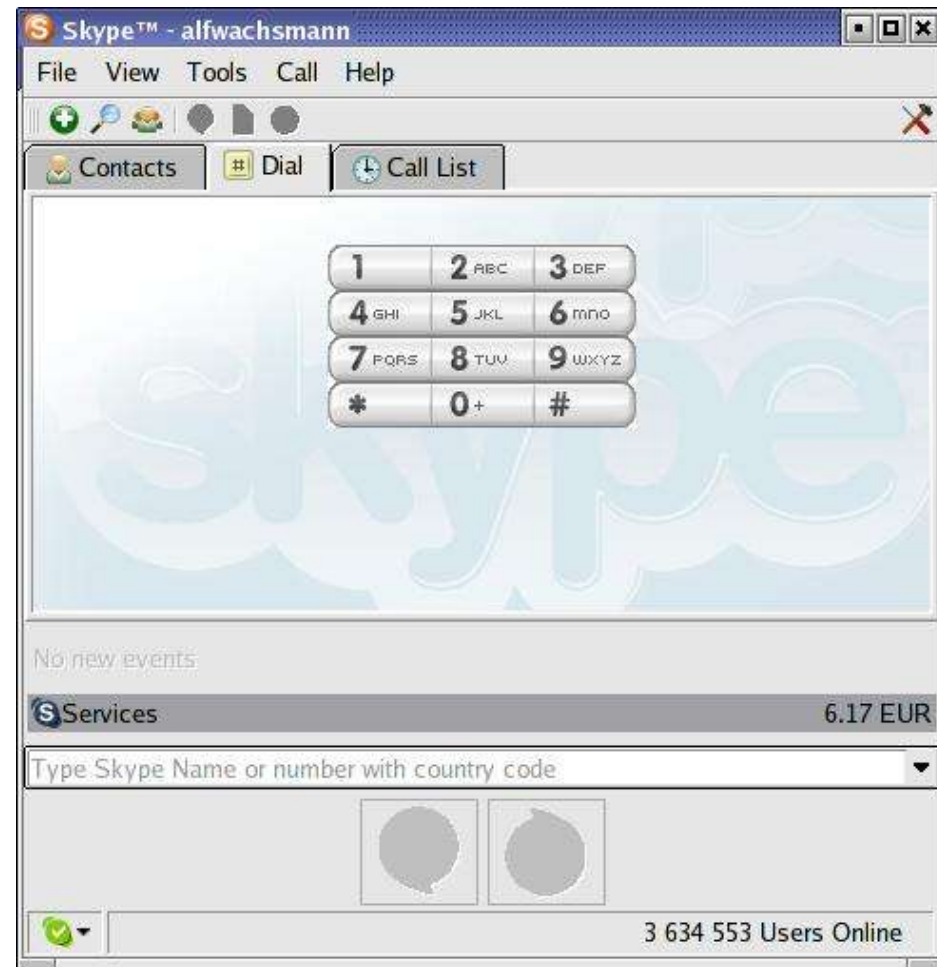 Skype™ - alfwachsmann
File View Tools Call Help
Contacts # Dial Call List
1 2 ABC 3 DEF
4 GHI 5 JKL 6 mno
7 PQRS 8 TUV 9 WXYZ
* 0 + #
skype
No new events
Services 6.17 EUR
Type Skype Name or number with country code
3 634 553 Users Online